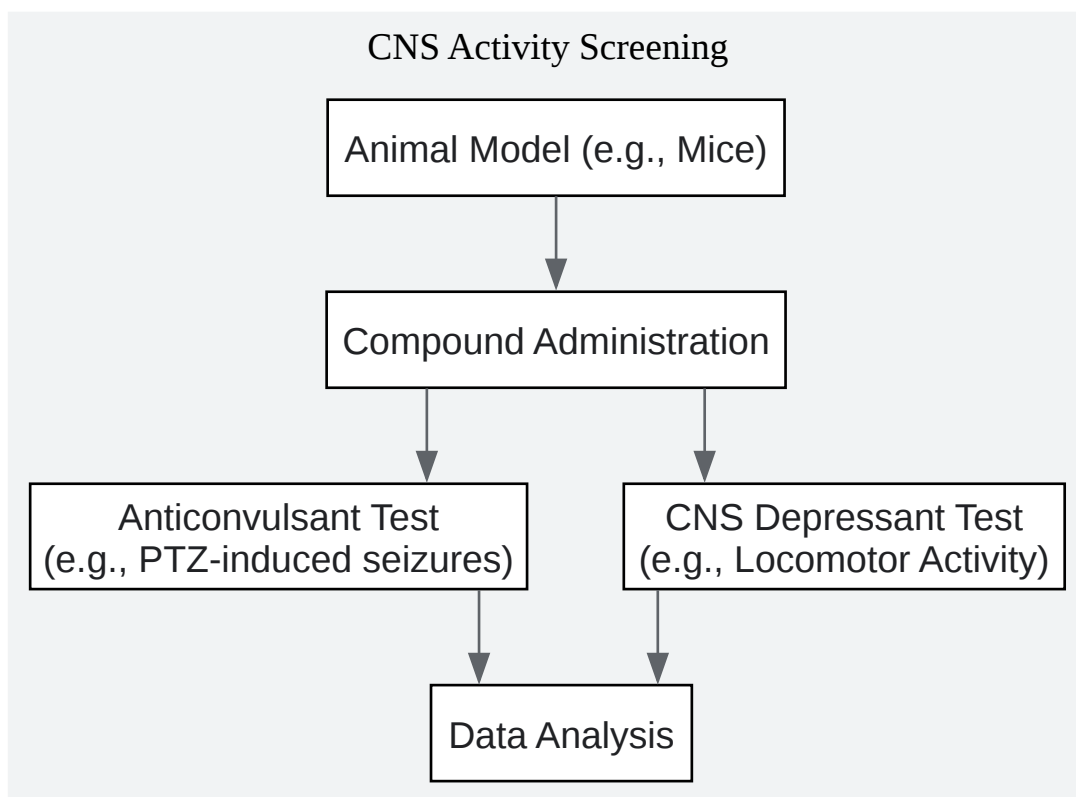 CNS Activity Screening
Animal Model (e.g., Mice)
Compound Administration
Anticonvulsant Test
(e.g., PTZ-induced seizures)
CNS Depressant Test
(e.g., Locomotor Activity)
Data Analysis